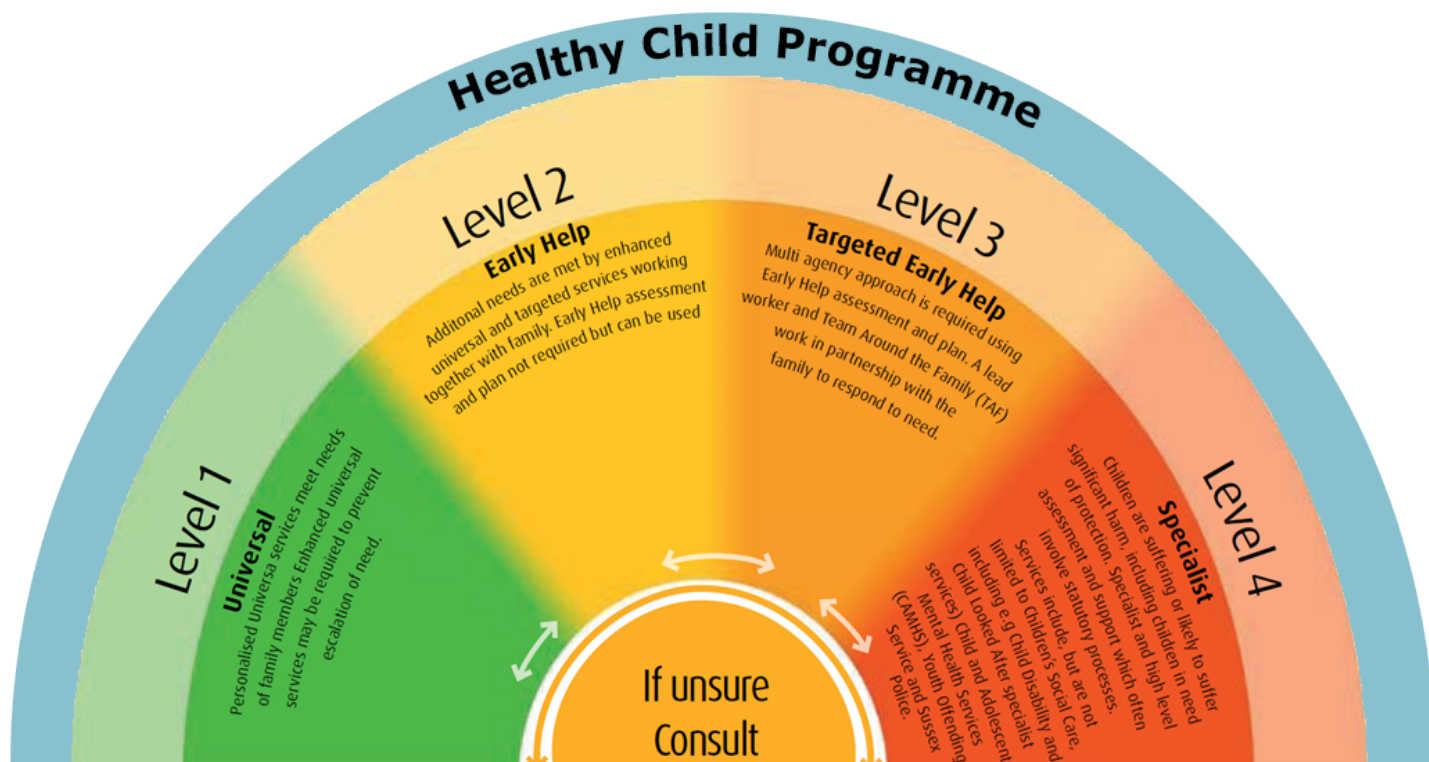 Healthy Child Programme
Level 1
Universal
Personalised Universa services meet needs
of family members Enhanced universal
services may be required to prevent
escalation of need.
Level 2
Early Help
Additonal needs are met by enhanced
universal and targeted services working
together with family. Early Help assessment
and plan not required but can be used
Level 3
Targeted Early Help
Multi agency approach is required using
Early Help assessment and plan. A lead
worker and Team Around the Family (TAF)
work in partnership with the
family to respond to need.
Level 4
Specialist
Children are suffering or likely to suffer
significant harm, including children in need
of protection. Specialist and high level
assessment and support which often
involve statutory processes.
Services include, but are not
limited to Children's Social Care,
including e.g Child Disability and
Child Looked After specialist
services) Child and Adolescent
Mental Health Services
(CAMHS), Youth Offending
Service and Sussex
Police.
If unsure
Consult